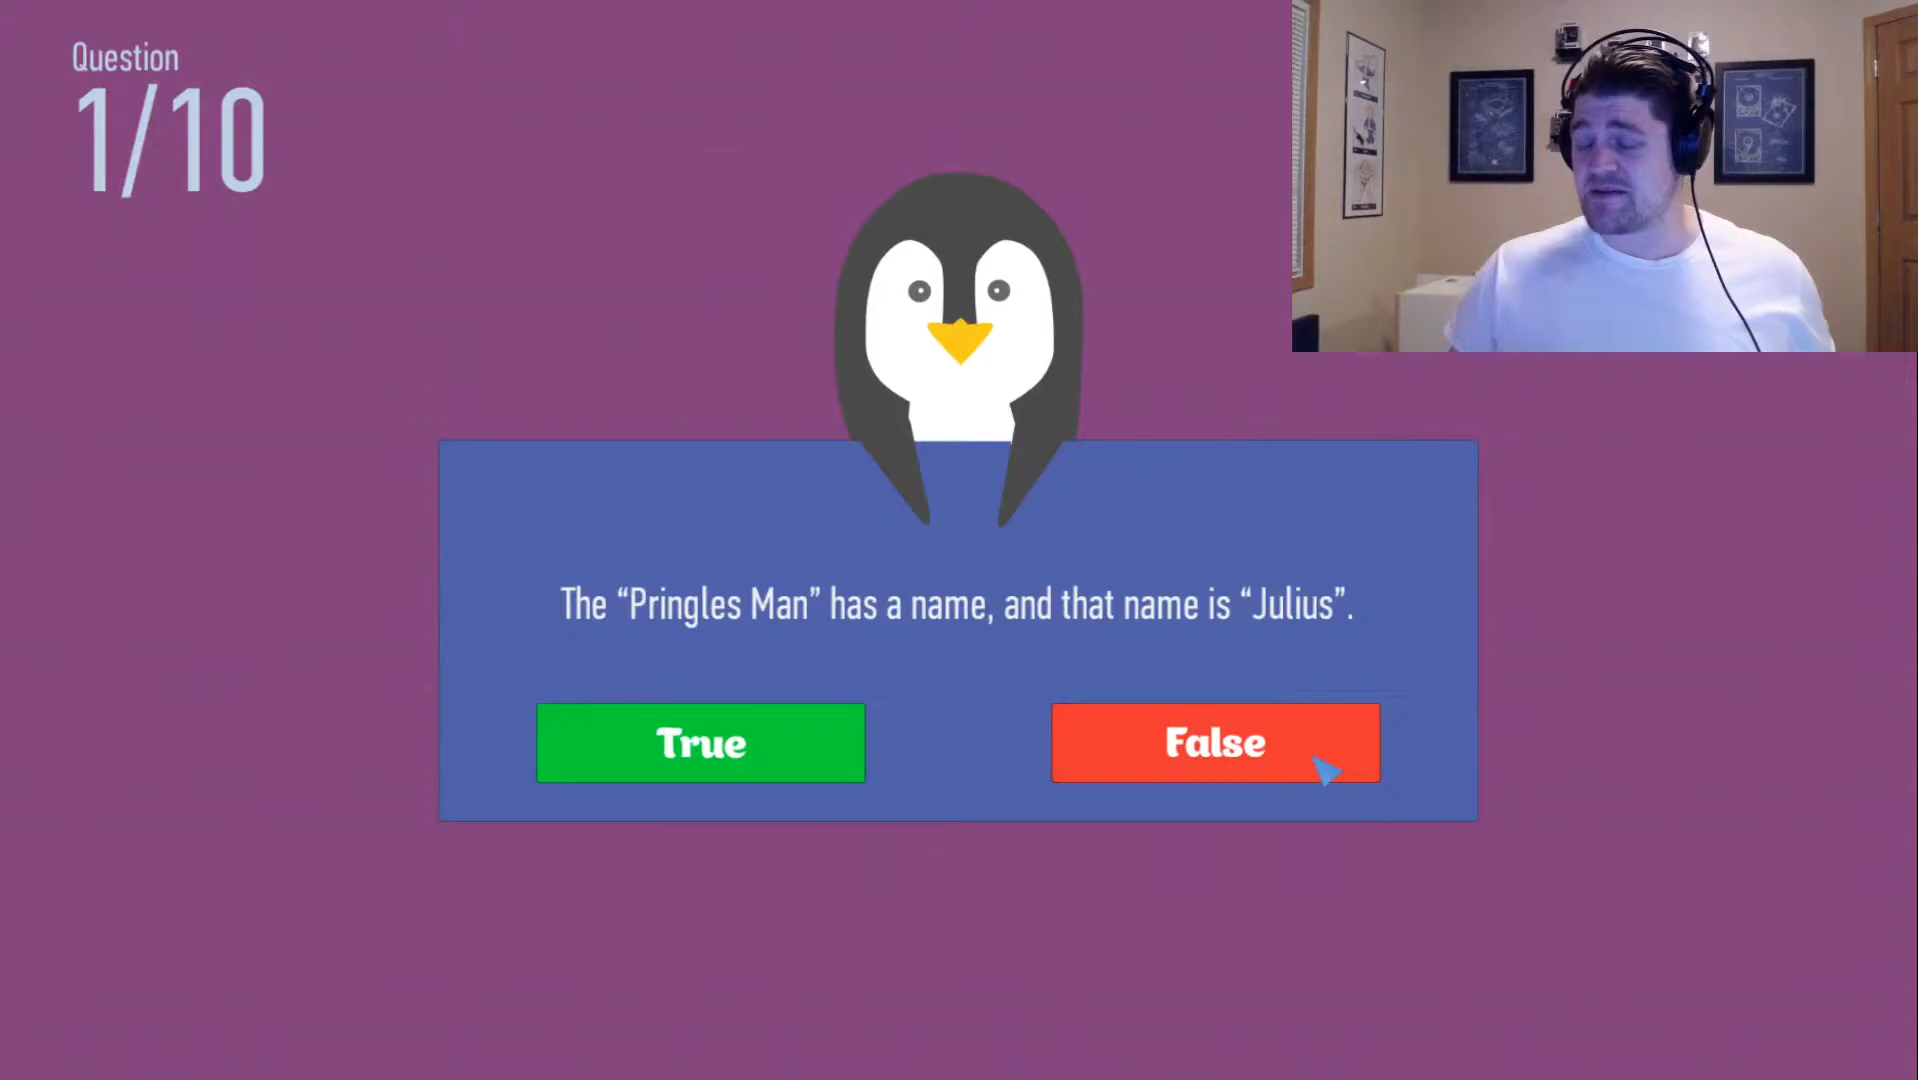 Question
1/10
The “Pringles Man” has a name, and that name is “Julius”.
True
False